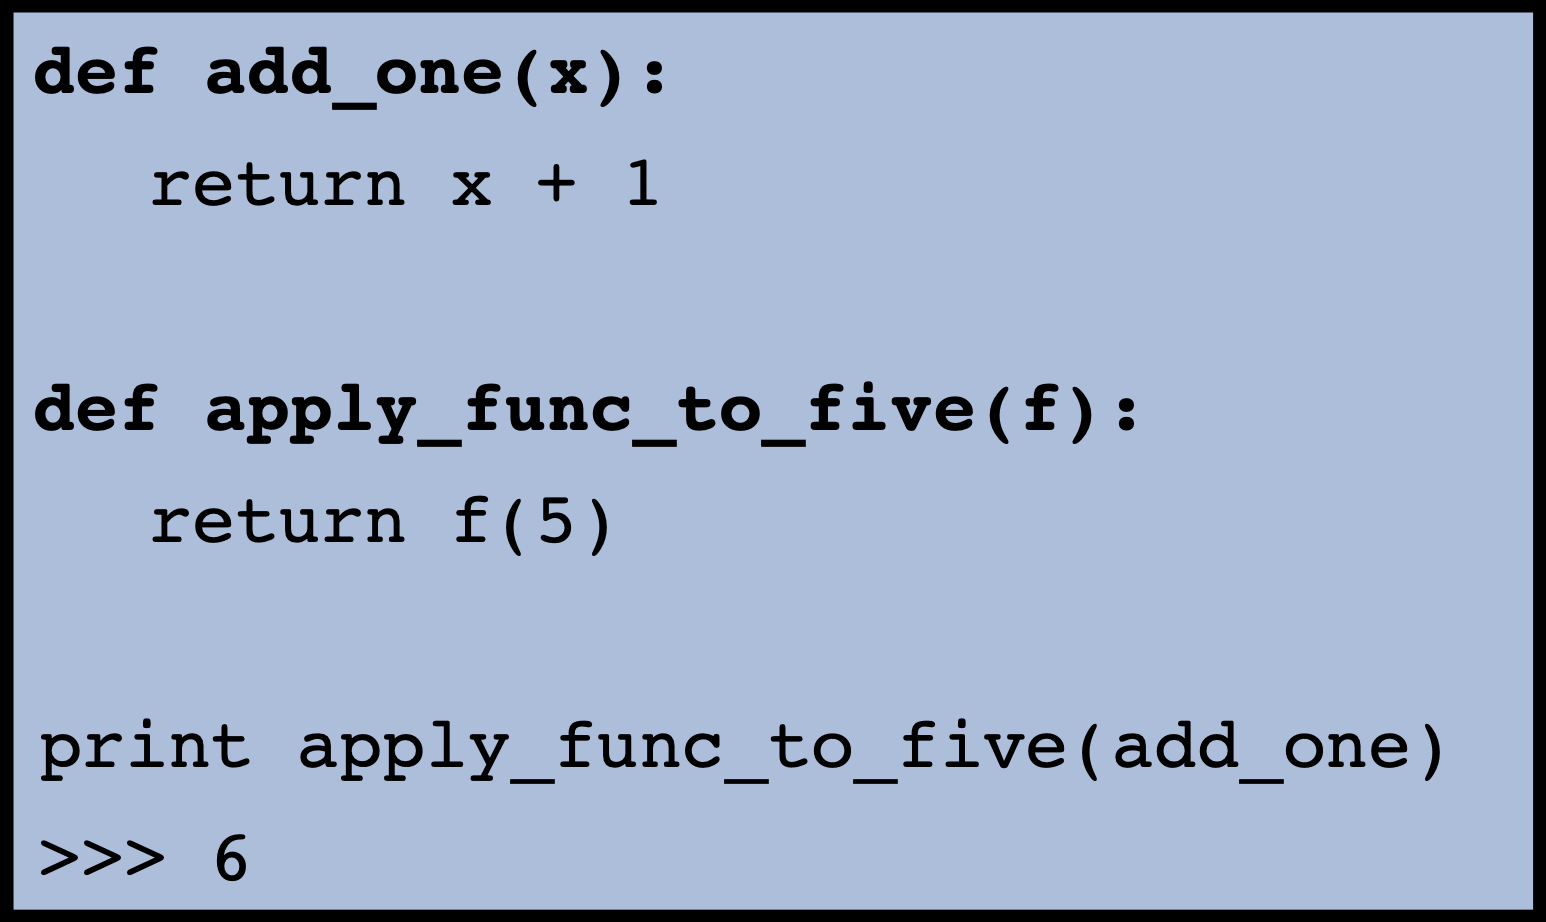 def add_one(x):
   return x + 1
def apply_func_to_five(f):
   return f(5)
print apply_func_to_five(add_one)
>>> 6